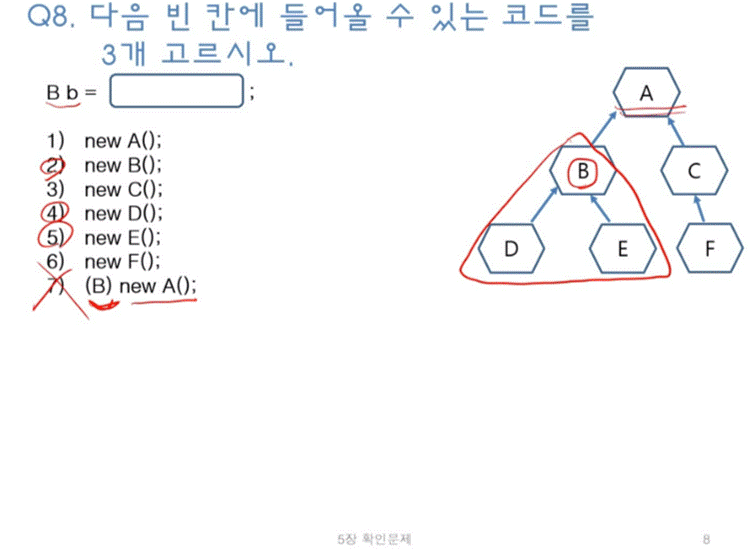 Q8. 다음 빈 칸에 들어올 수 있는 코드를
3개 고르시오.
B b = ;
1) new A();
2) new B();
3) new C();
4) new D();
5) new E();
6) new F();
7) (B) new A();
A
B
C
D
E
F
5장 확인문제
8